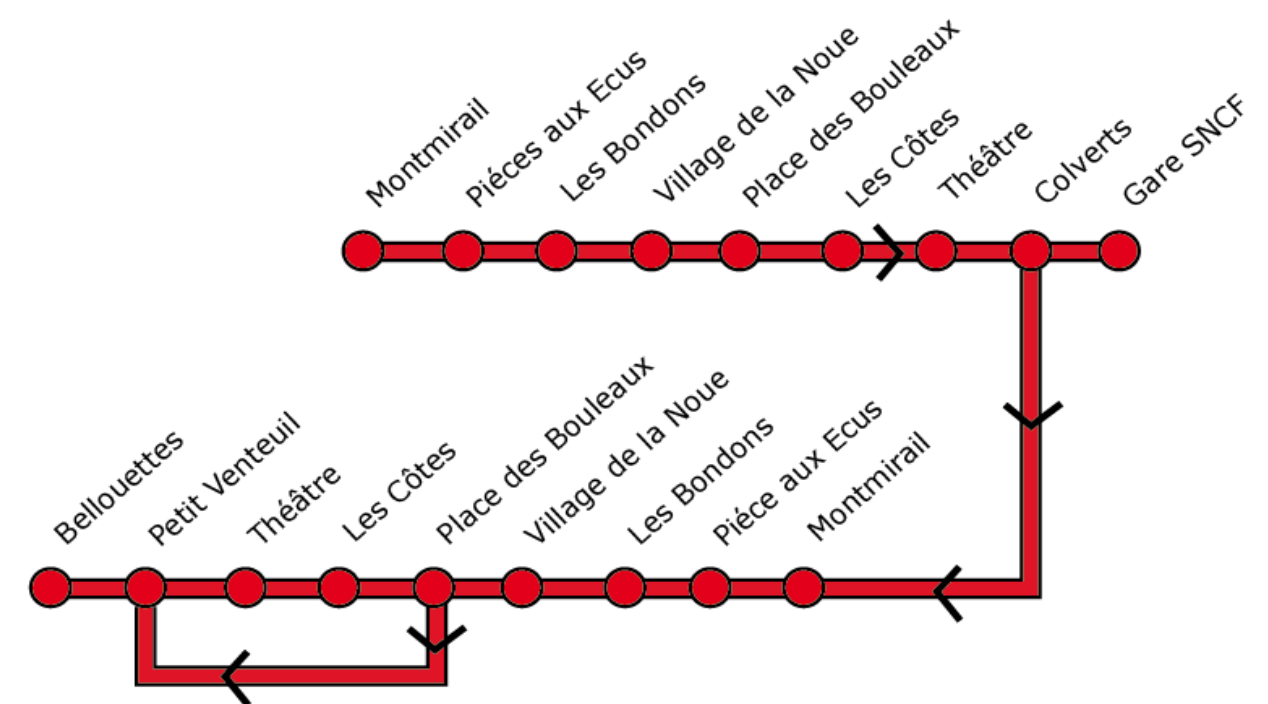 Montmirail
Piéces aux Ecus
Les Bondons
Village de la Noue
Place des Bouleaux
Les Côtes
Théâtre
Colverts
Gare SNCF
Bellouettes
Petit Venteuil
Théâtre
Les Côtes
Place des Bouleaux
Village de la Noue
Les Bondons
Piéce aux Ecus
Montmirail